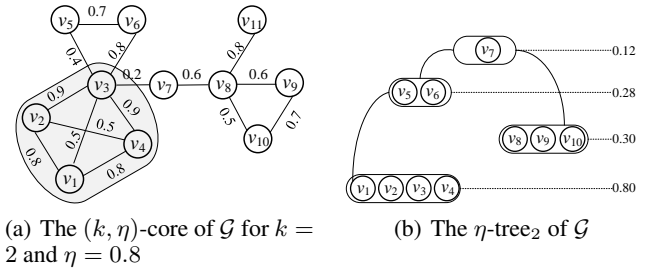 v5 0.7 v6 v11
0.4 0.8 0.8
v3 0.2 v7 0.6 v8 0.6 v9
0.9 0.9
v2 0.5 0.5 0.7
0.5 v4 v10
0.8 0.8
v1
(a) The (k, η)-core of G for k =
2 and η = 0.8
v7 0.12
v5 v6 0.28
v8 v9 v10 0.30
v1 v2 v3 v4 0.80
(b) The η-tree₂ of G